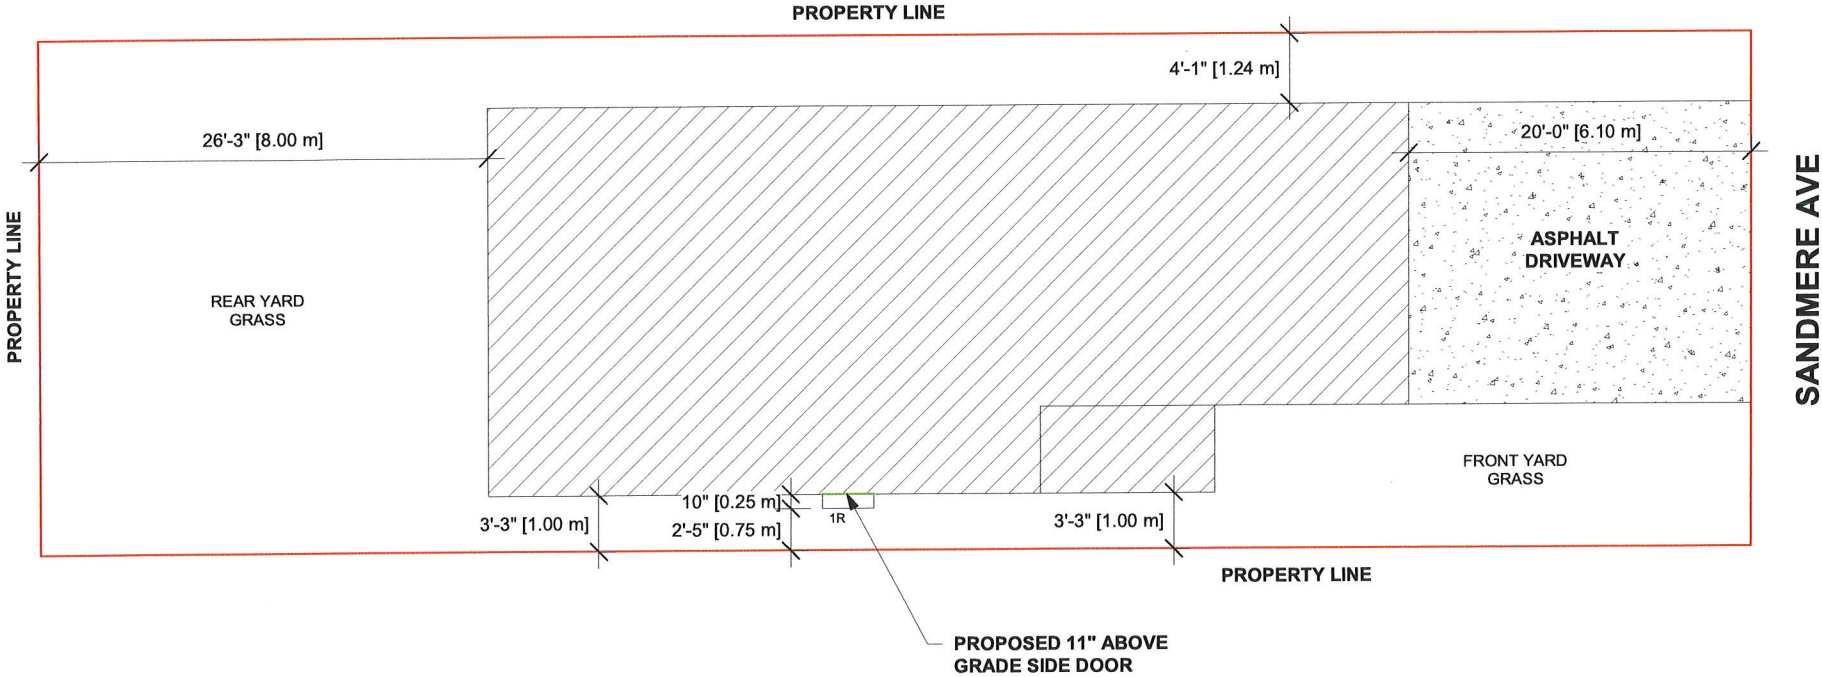 PROPERTY LINE
4'-1" [1.24 m]
26'-3" [8.00 m]
20'-0" [6.10 m]
SANDMERE AVE
PROPERTY LINE
ASPHALT
DRIVEWAY
REAR YARD
GRASS
FRONT YARD
GRASS
10" [0.25 m]
3'-3" [1.00 m]
2'-5" [0.75 m]
1R
3'-3" [1.00 m]
PROPERTY LINE
PROPOSED 11" ABOVE
GRADE SIDE DOOR